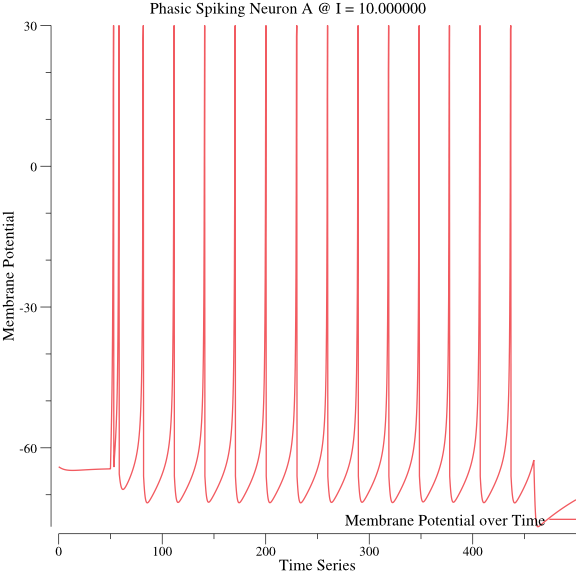 Phasic Spiking Neuron A @ I = 10.000000
30
0
-30
-60
Membrane Potential
Membrane Potential over Time
0 100 200 300 400
Time Series